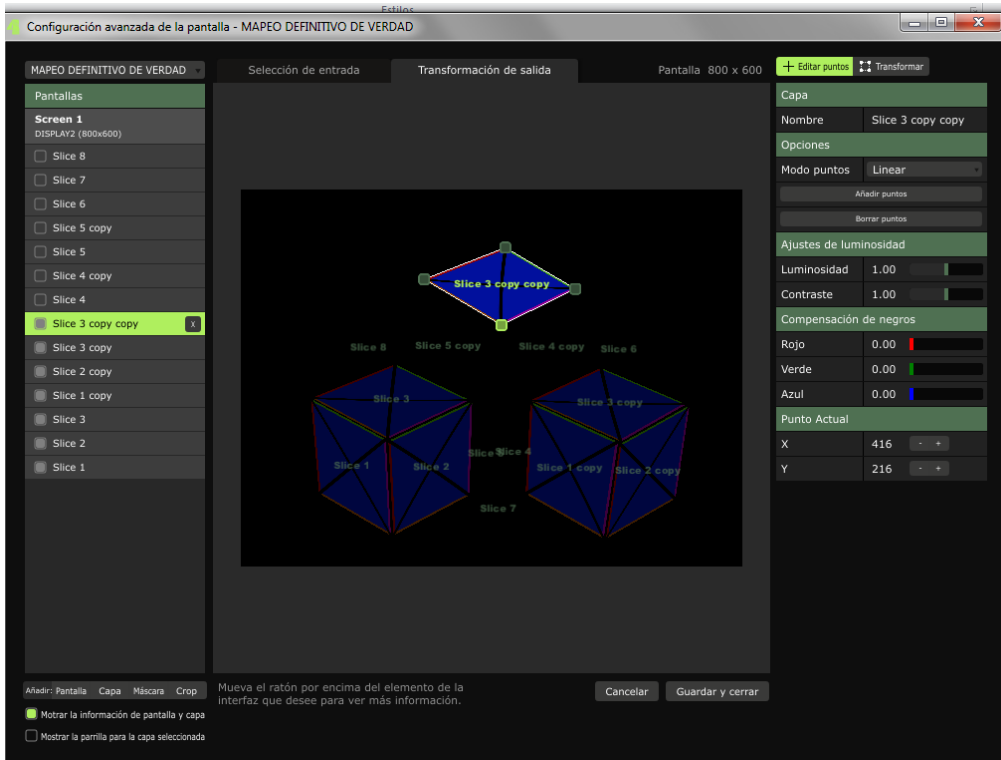 Estilos
Configuración avanzada de la pantalla - MAPEO DEFINITIVO DE VERDAD
X
MAPEO DEFINITIVO DE VERDAD
Pantallas
Screen 1
DISPLAY2 (800x600)
Slice 8
Slice 7
Slice 6
Slice 5 copy
Slice 5
Slice 4 copy
Slice 4
Slice 3 copy copy
X
Slice 3 copy
Slice 2 copy
Slice 1 copy
Slice 3
Slice 2
Slice 1
Añadir: Pantalla Capa Máscara Crop
Motrar la información de pantalla y capa
Mostrar la parrilla para la capa seleccionada
Selección de entrada
Transformación de salida
Pantalla 800 x 600
Slice 3 copy copy
Slice 8
Slice 5 copy
Slice 4 copy
Slice 6
Slice 3
Slice 3 copy
Slice 4
Slice 1
Slice 2
Slice 1 copy
Slice 2 copy
Slice 7
Mueva el ratón por encima del elemento de la
interfaz que desee para ver más información.
Cancelar
Guardar y cerrar
Editar puntos
Transformar
Capa
Nombre Slice 3 copy copy
Opciones
Modo puntos Linear
Añadir puntos
Borrar puntos
Ajustes de luminosidad
Luminosidad 1.00
Contraste 1.00
Compensación de negros
Rojo 0.00
Verde 0.00
Azul 0.00
Punto Actual
X 416 - +
Y 216 - +